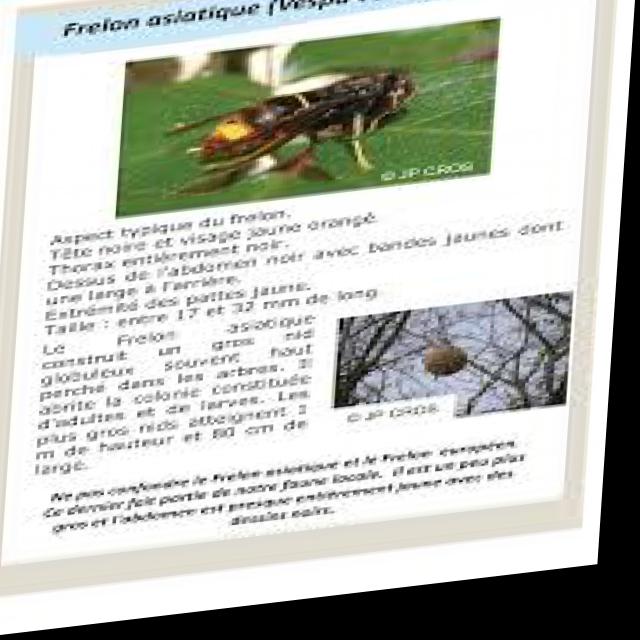 Frelon asiatique (Vespa
© JP CROS
Aspect typique du frelon.
Tête noire et visage jaune orangé.
Thorax entièrement noir.
Dessus de l'abdomen noir avec bandes jaunes dont
une large à l'arrière.
Extrémité des pattes jaune.
Taille : entre 17 et 32 mm de long
Le Frelon asiatique
construit un gros nid
globuleux souvent haut
perché dans les arbres. Il
abrite la colonie constituée
d'adultes et de larves. Les
plus gros nids atteignent 1
m de hauteur et 80 cm de
large.
© JP CROS
Ne pas confondre le Frelon asiatique et le Frelon européen.
Ce dernier fait partie de notre faune locale. Il est un peu plus
gros et l'abdomen est presque entièrement jaune avec des
dessins noirs.